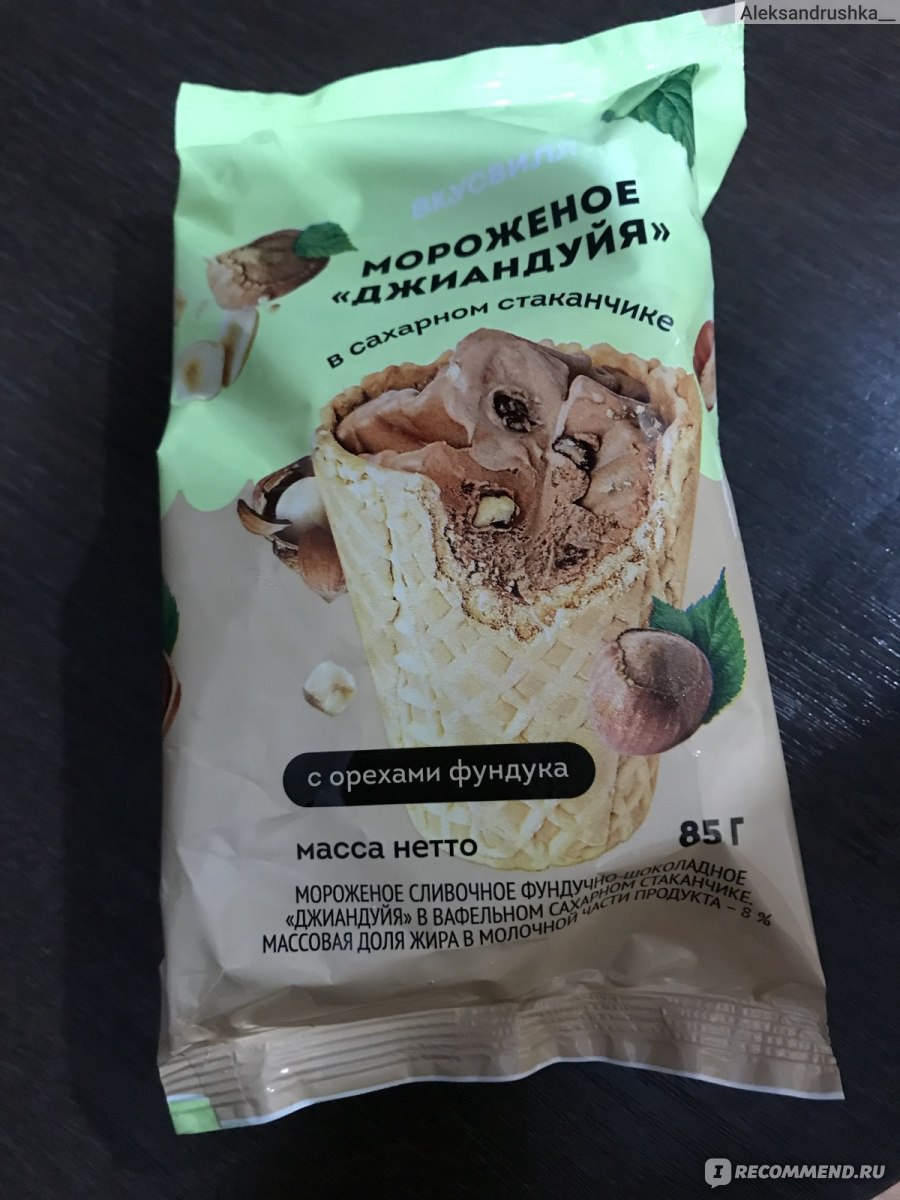 Aleksandrushka__
ВКУСВИЛЛ
МОРОЖЕНОЕ
«ДЖИАНДУЙЯ»
в сахарном стаканчике
с орехами фундука
масса нетто
85 Г
МОРОЖЕНОЕ СЛИВОЧНОЕ ФУНДУЧНО-ШОКОЛАДНОЕ
«ДЖИАНДУЙЯ» В ВАФЕЛЬНОМ САХАРНОМ СТАКАНЧИКЕ.
МАССОВАЯ ДОЛЯ ЖИРА В МОЛОЧНОЙ ЧАСТИ ПРОДУКТА – 8 %
IRECOMMEND.RU